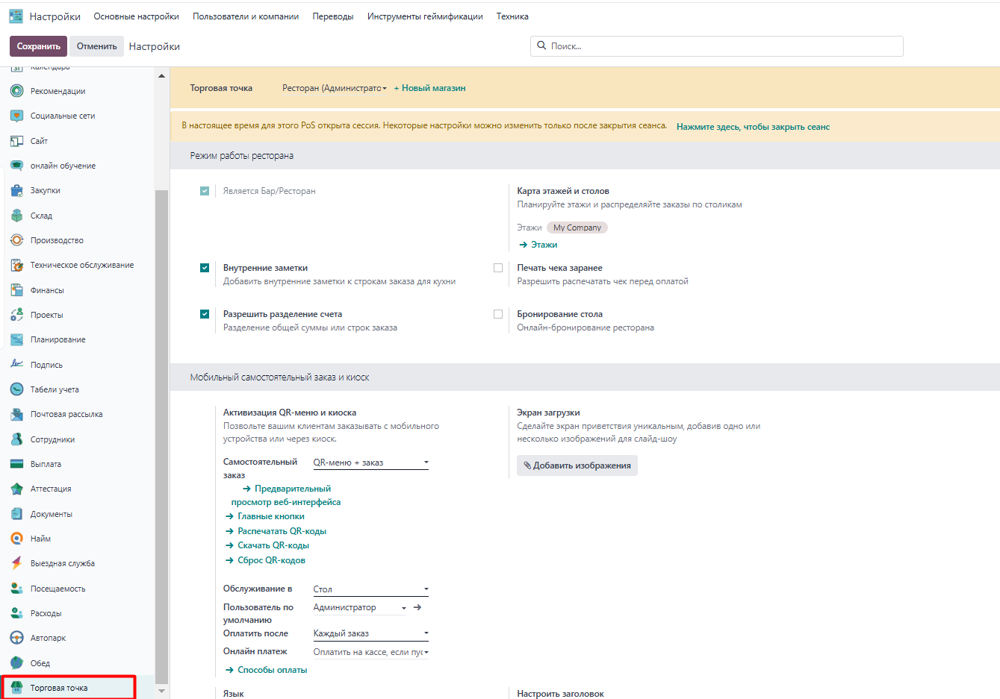 Настройки Основные настройки Пользователи и компании Переводы Инструменты геймификации Техника
Сохранить Отменить Настройки Поиск...
Календарь
Рекомендации
Социальные сети
Сайт
онлайн обучение
Закупки
Склад
Производство
Техническое обслуживание
Финансы
Проекты
Планирование
Подпись
Табели учета
Почтовая рассылка
Сотрудники
Выплата
Аттестация
Документы
Найм
Выездная служба
Посещаемость
Расходы
Автопарк
Обед
Торговая точка
Торговая точка Ресторан (Администрато + Новый магазин
В настоящее время для этого PoS открыта сессия. Некоторые настройки можно изменить только после закрытия сеанса. Нажмите здесь, чтобы закрыть сеанс
Режим работы ресторана
Является Бар/Ресторан
Карта этажей и столов
Планируйте этажи и распределяйте заказы по столикам
Этажи My Company
→ Этажи
Внутренние заметки
Добавить внутренние заметки к строкам заказа для кухни
Печать чека заранее
Разрешить распечатать чек перед оплатой
Разрешить разделение счета
Разделение общей суммы или строк заказа
Бронирование стола
Онлайн-бронирование ресторана
Мобильный самостоятельный заказ и киоск
Активизация QR-меню и киоска
Позвольте вашим клиентам заказывать с мобильного
устройства или через киоск.
Самостоятельный QR-меню + заказ
заказ
→ Предварительный
просмотр веб-интерфейса
→ Главные кнопки
→ Распечатать QR-коды
→ Скачать QR-коды
→ Сброс QR-кодов
Обслуживание в Стол
Пользователь по Администратор →
умолчанию
Оплатить после Каждый заказ
Онлайн платеж Оплатить на кассе, если пус
→ Способы оплаты
Язык
Экран загрузки
Сделайте экран приветствия уникальным, добавив одно или
несколько изображений для слайд-шоу
Добавить изображения
Настроить заголовок